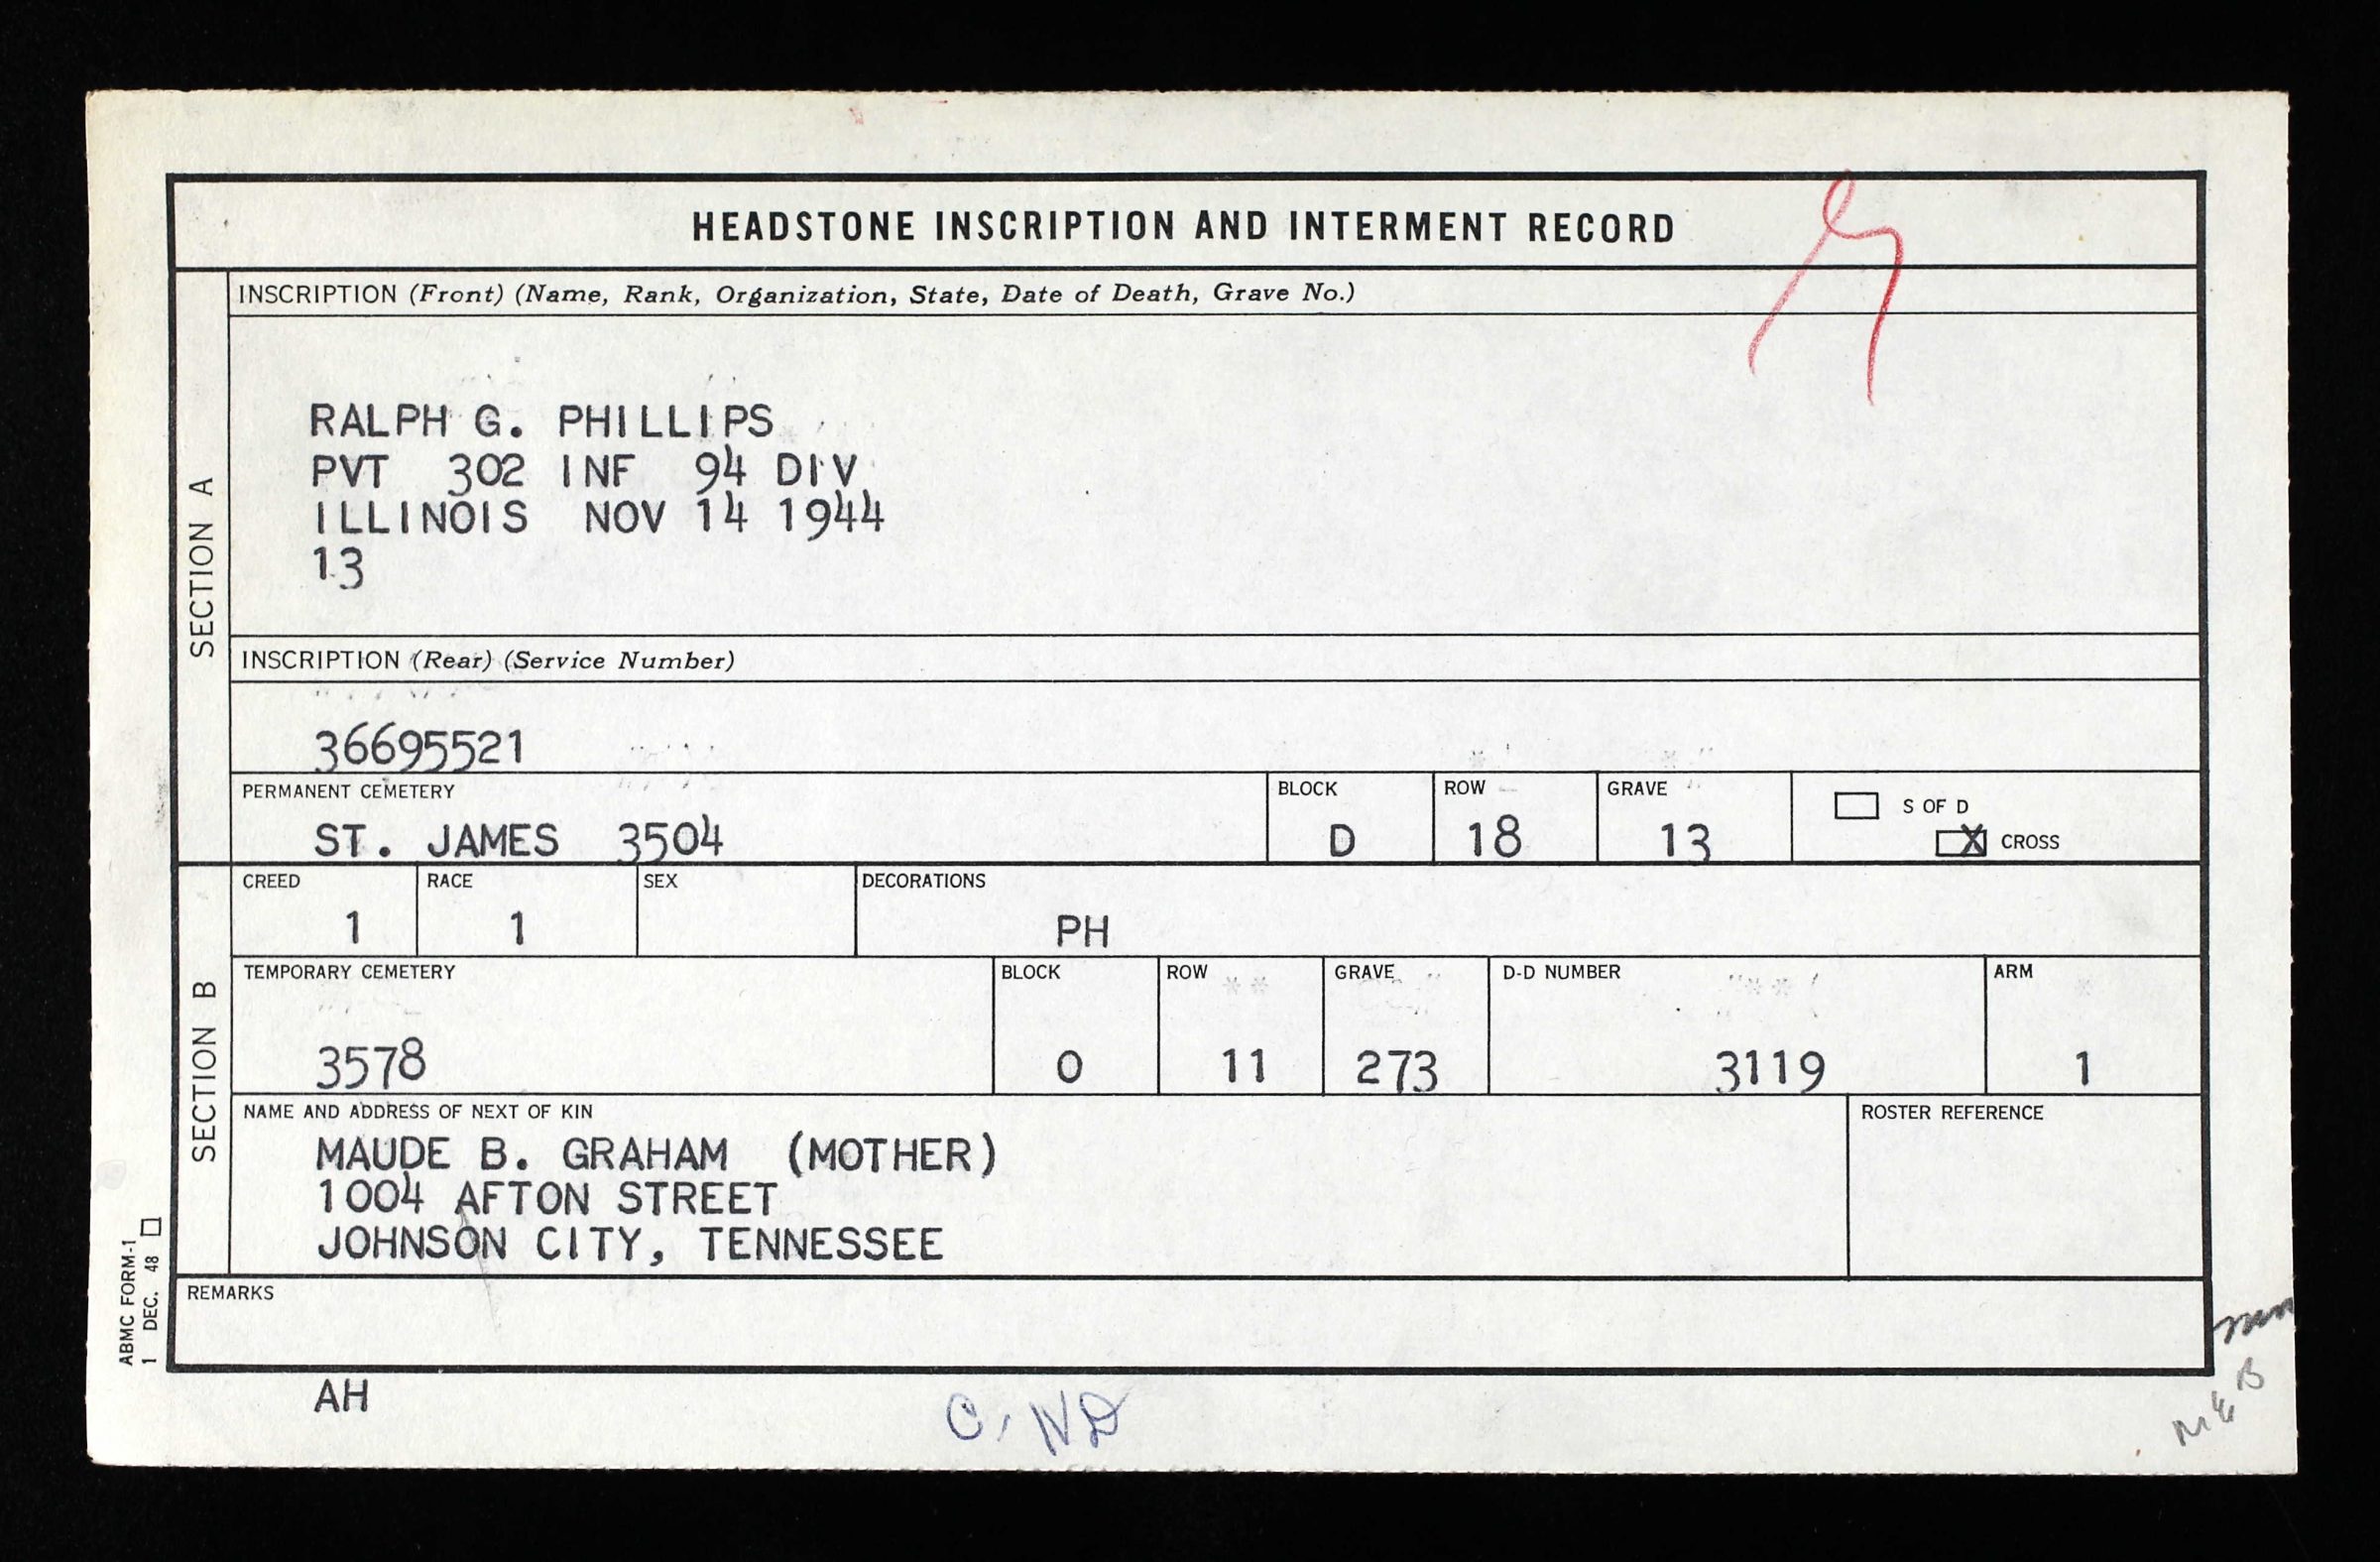 HEADSTONE INSCRIPTION AND INTERMENT RECORD
SECTION A
INSCRIPTION (Front) (Name, Rank, Organization, State, Date of Death, Grave No.)
RALPH G. PHILLIPS
PVT 302 INF 94 DIV
ILLINOIS NOV 14 1944
13
INSCRIPTION (Rear) (Service Number)
36695521
PERMANENT CEMETERY BLOCK ROW GRAVE S OF D
ST. JAMES 3504 D 18 13 X CROSS
SECTION B
CREED RACE SEX DECORATIONS
1 1 PH
TEMPORARY CEMETERY BLOCK ROW GRAVE D-D NUMBER ARM
3578 O 11 273 3119 1
NAME AND ADDRESS OF NEXT OF KIN ROSTER REFERENCE
MAUDE B. GRAHAM (MOTHER)
1004 AFTON STREET
JOHNSON CITY, TENNESSEE
REMARKS
ABMC FORM-1
1 DEC. 48
AH
C. ND